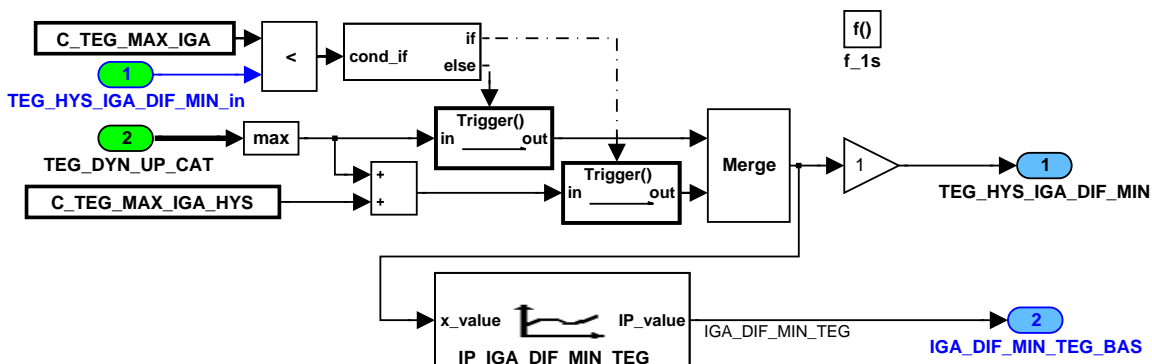 C_TEG_MAX_IGA
<
cond_if
if
else
f()
f_1s
1
TEG_HYS_IGA_DIF_MIN_in
2
TEG_DYN_UP_CAT
max
in
Trigger()
out
Merge
1
1
TEG_HYS_IGA_DIF_MIN
+
+
in
Trigger()
out
C_TEG_MAX_IGA_HYS
x_value
IP_value
IP_IGA_DIF_MIN_TEG
IGA_DIF_MIN_TEG
2
IGA_DIF_MIN_TEG_BAS